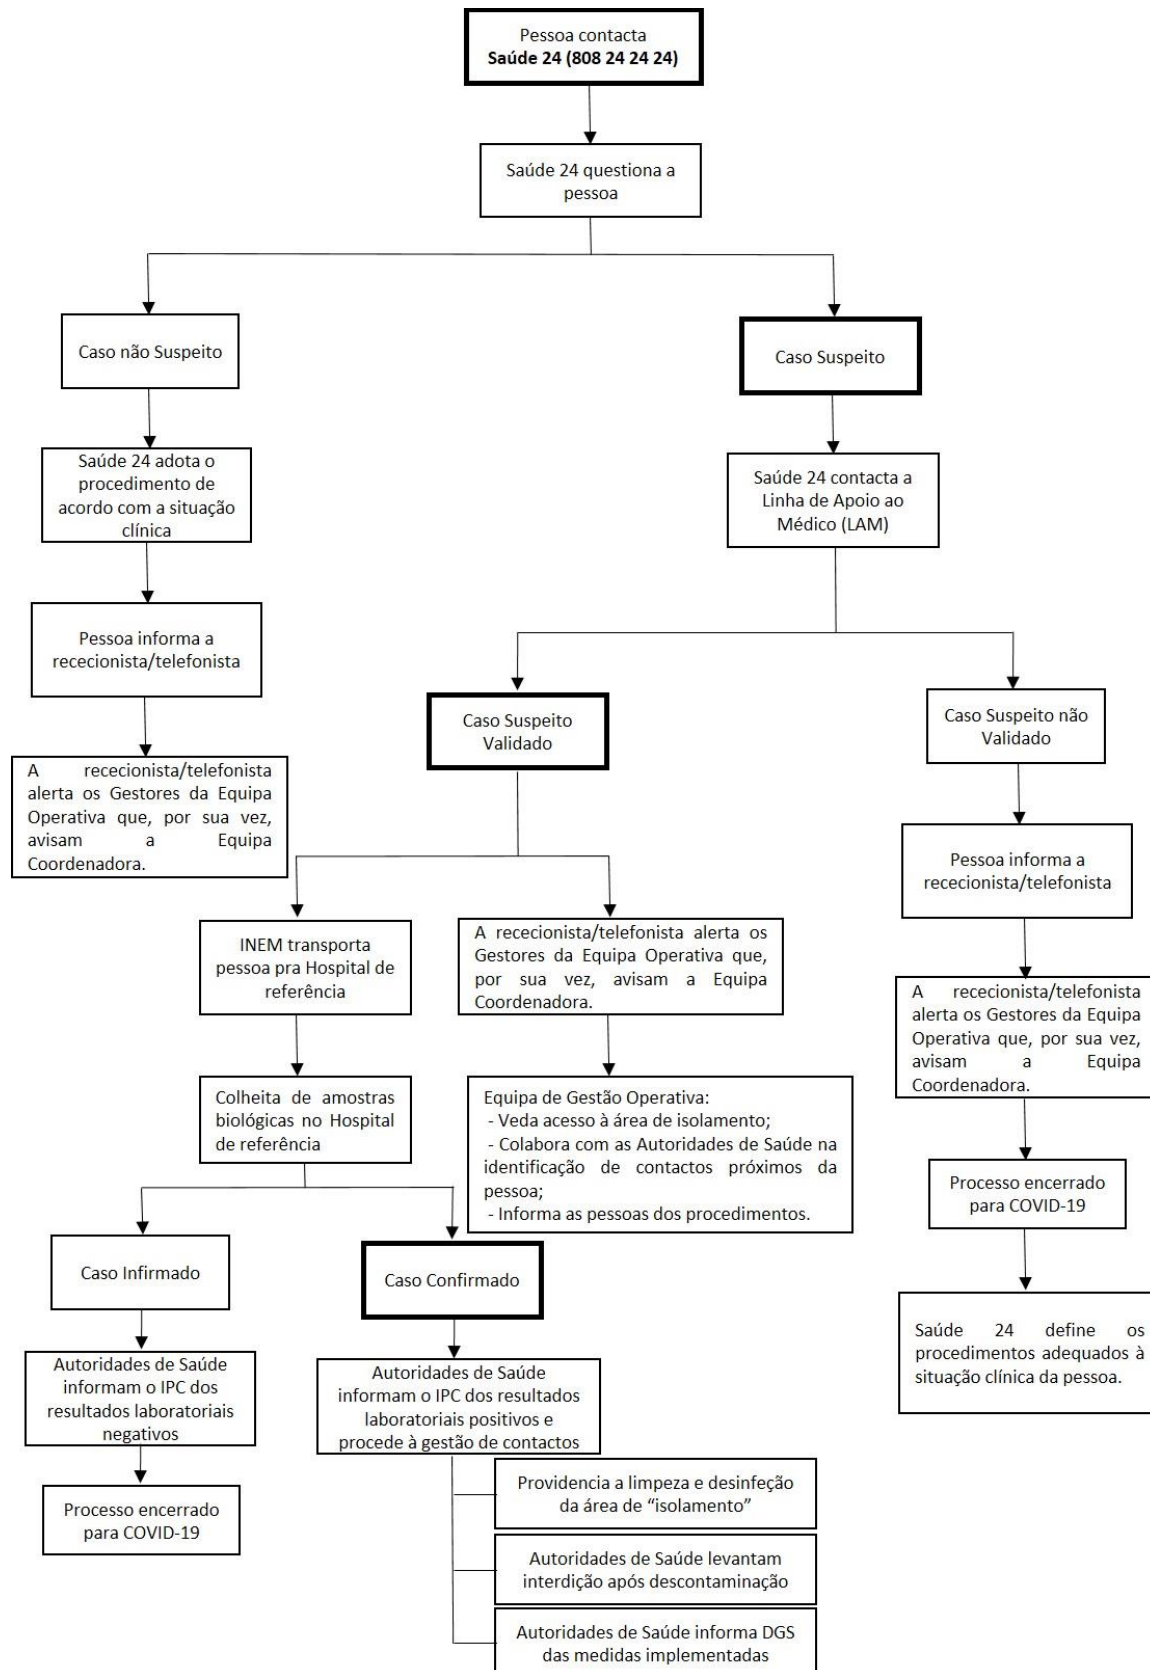 Pessoa contacta
Saúde 24 (808 24 24 24)
Saúde 24 questiona a
pessoa
Caso não Suspeito
Caso Suspeito
Saúde 24 adota o
procedimento de
acordo com a situação
clínica
Saúde 24 contacta a
Linha de Apoio ao
Médico (LAM)
Pessoa informa a
rececionista/telefonista
Caso Suspeito
Validado
Caso Suspeito não
Validado
A rececionista/telefonista
alerta os Gestores da Equipa
Operativa que, por sua vez,
avisam a Equipa
Coordenadora.
Pessoa informa a
rececionista/telefonista
INEM transporta
pessoa pra Hospital de
referência
A rececionista/telefonista alerta os
Gestores da Equipa Operativa que,
por sua vez, avisam a Equipa
Coordenadora.
A rececionista/telefonista
alerta os Gestores da Equipa
Operativa que, por sua vez,
avisam a Equipa
Coordenadora.
Colheita de amostras
biológicas no Hospital
de referência
Equipa de Gestão Operativa:
- Veda acesso à área de isolamento;
- Colabora com as Autoridades de Saúde na
identificação de contactos próximos da
pessoa;
- Informa as pessoas dos procedimentos.
Processo encerrado
para COVID-19
Caso Infirmado
Caso Confirmado
Saúde 24 define os
procedimentos adequados à
situação clínica da pessoa.
Autoridades de Saúde
informam o IPC dos
resultados laboratoriais
negativos
Autoridades de Saúde
informam o IPC dos resultados
laboratoriais positivos e
procede à gestão de contactos
Processo encerrado
para COVID-19
Providencia a limpeza e desinfeção
da área de “isolamento”
Autoridades de Saúde levantam
interdição após descontaminação
Autoridades de Saúde informa DGS
das medidas implementadas